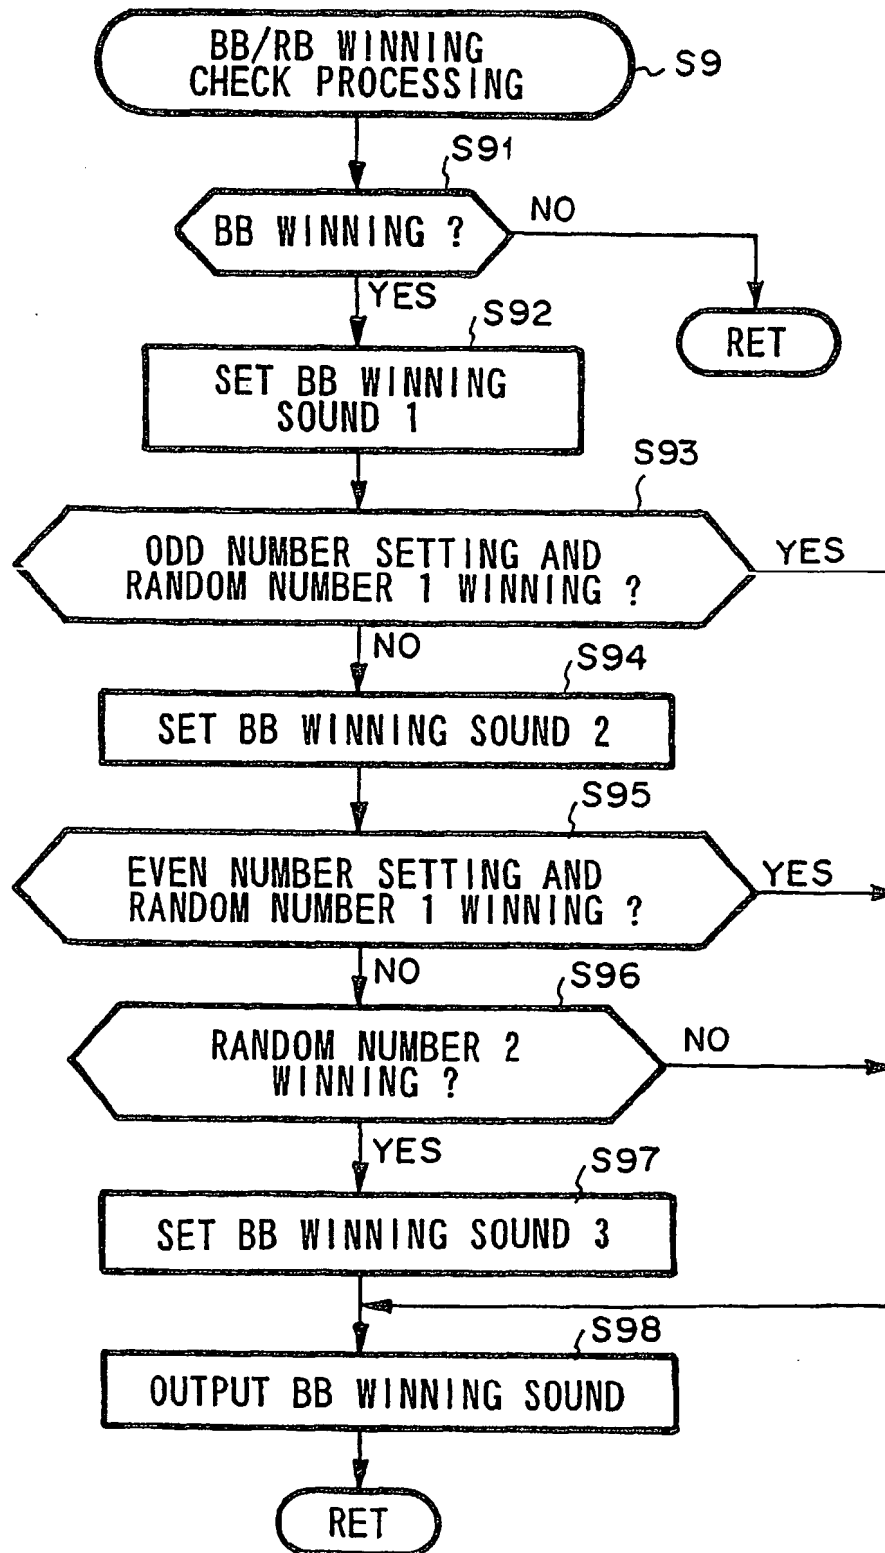 BB/RB WINNING
CHECK PROCESSING
S9
S91
BB WINNING ?
NO
YES
RET
S92
SET BB WINNING
SOUND 1
S93
ODD NUMBER SETTING AND
RANDOM NUMBER 1 WINNING ?
YES
NO
S94
SET BB WINNING SOUND 2
S95
EVEN NUMBER SETTING AND
RANDOM NUMBER 1 WINNING ?
YES
NO
S96
RANDOM NUMBER 2
WINNING ?
NO
YES
S97
SET BB WINNING SOUND 3
S98
OUTPUT BB WINNING SOUND
RET